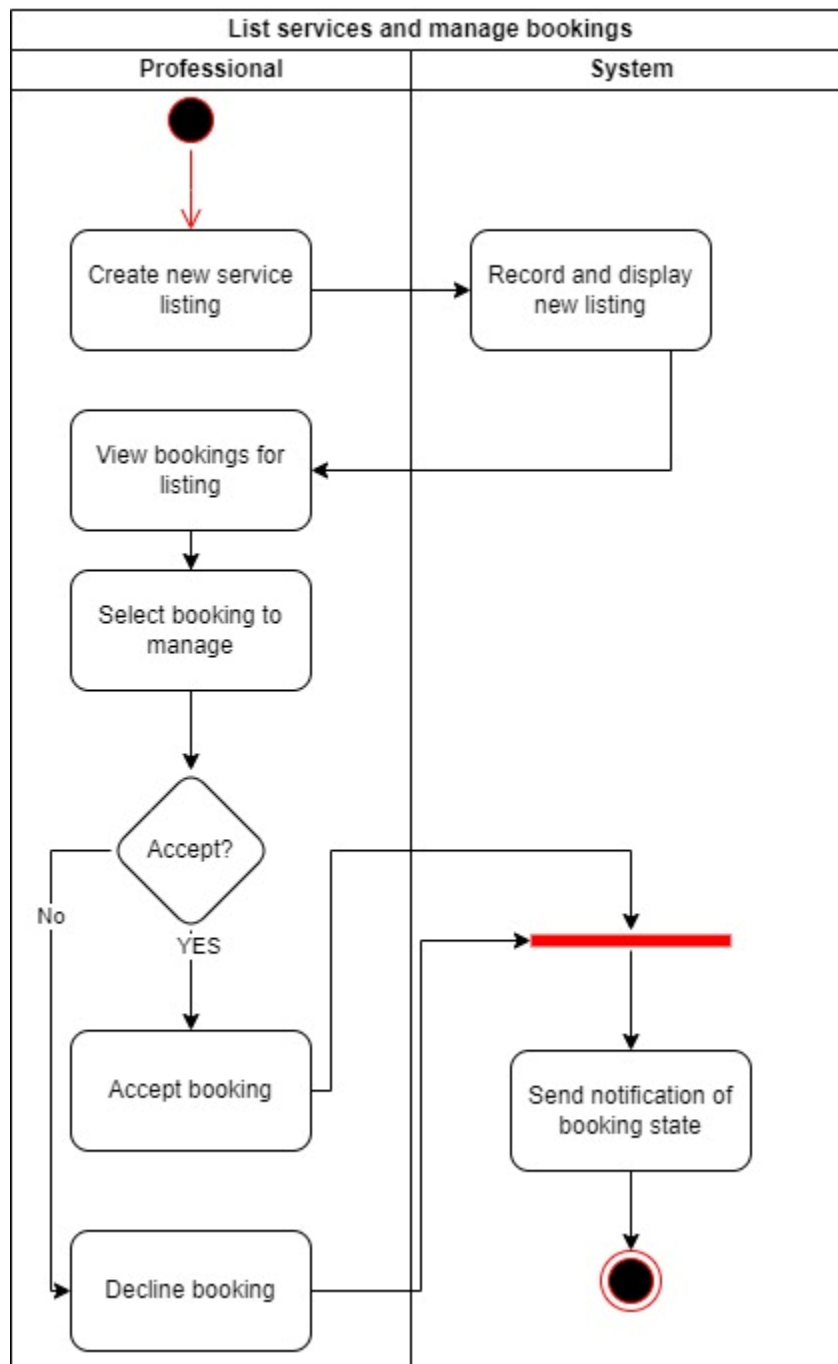 List services and manage bookings
Professional
System
Create new service
listing
Record and display
new listing
View bookings for
listing
Select booking to
manage
Accept?
No
YES
Accept booking
Send notification of
booking state
Decline booking